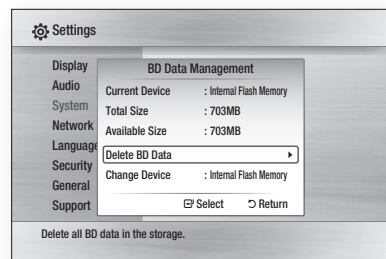 Settings
Display
Audio
System
Network
Language
Security
General
Support
BD Data Management
Current Device : Internal Flash Memory
Total Size : 703MB
Available Size : 703MB
Delete BD Data
Change Device : Internal Flash Memory
Select Return
Delete all BD data in the storage.